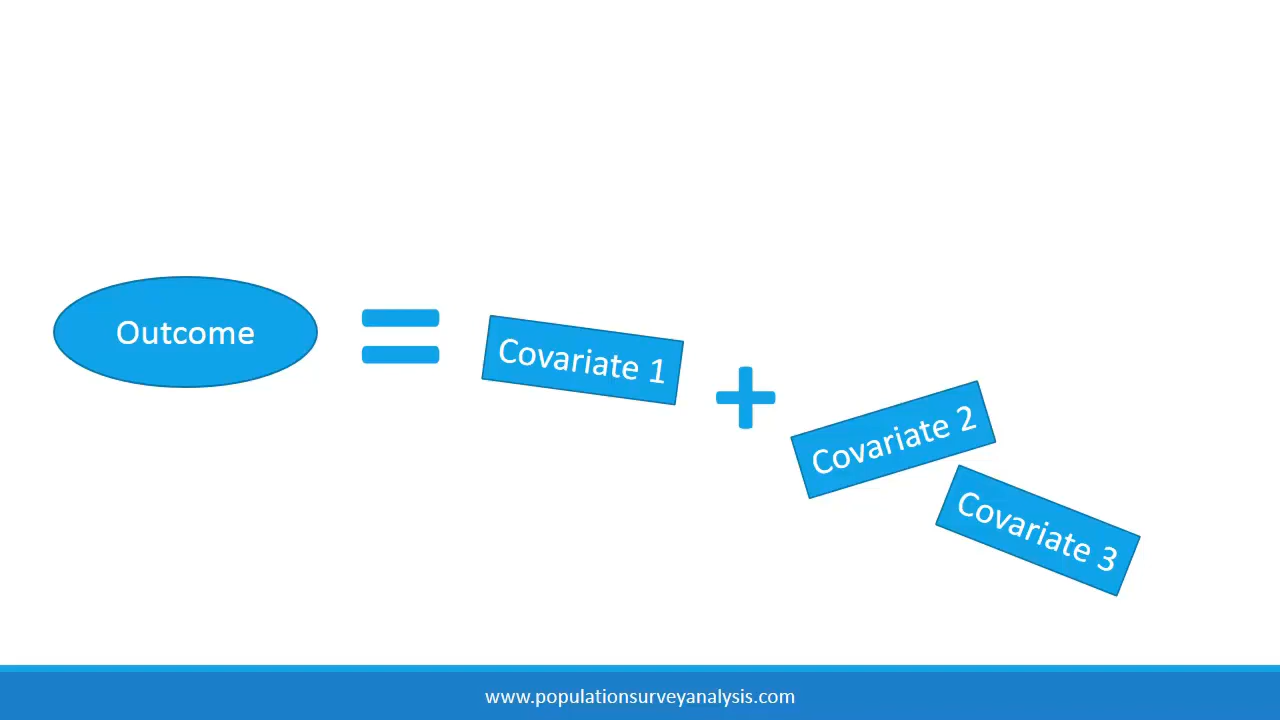 Outcome
=
Covariate 1
+
Covariate 2
Covariate 3
www.populationsurveyanalysis.com